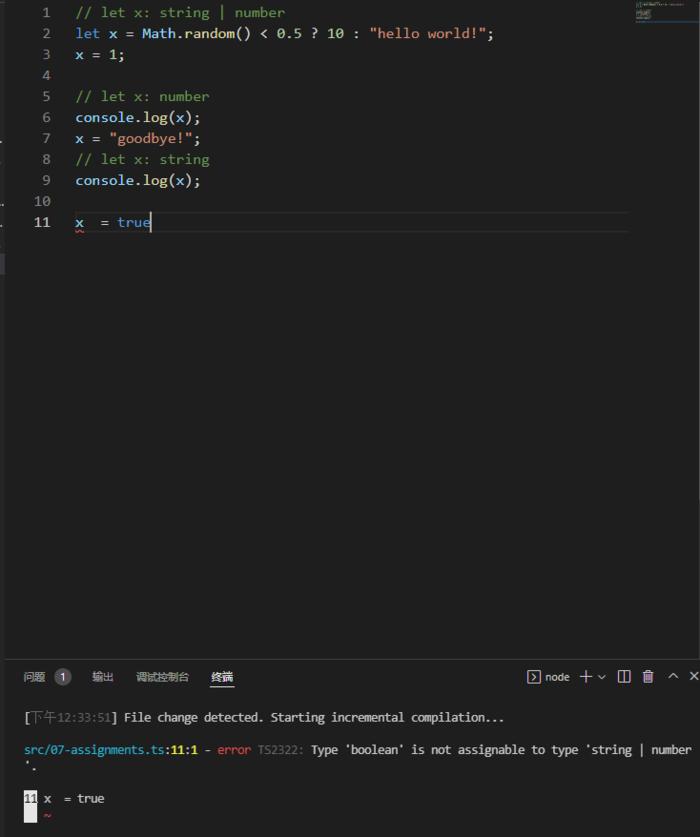 1 // let x: string | number
2 let x = Math.random() < 0.5 ? 10 : "hello world!";
3 x = 1;
4
5 // let x: number
6 console.log(x);
7 x = "goodbye!";
8 // let x: string
9 console.log(x);
10
11 x  = true
问题 1 输出 调试控制台 终端 node
[下午12:33:51] File change detected. Starting incremental compilation...
src/07-assignments.ts:11:1 - error TS2322: Type 'boolean' is not assignable to type 'string | number
'.
11 x  = true
~